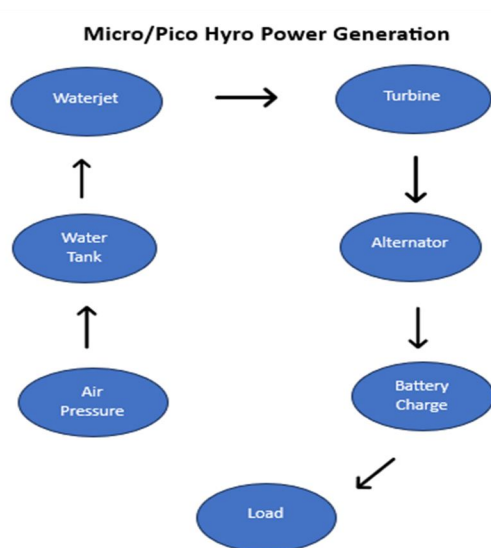 Micro/Pico Hyro Power Generation
Waterjet
Turbine
Water
Tank
Alternator
Air
Pressure
Battery
Charge
Load